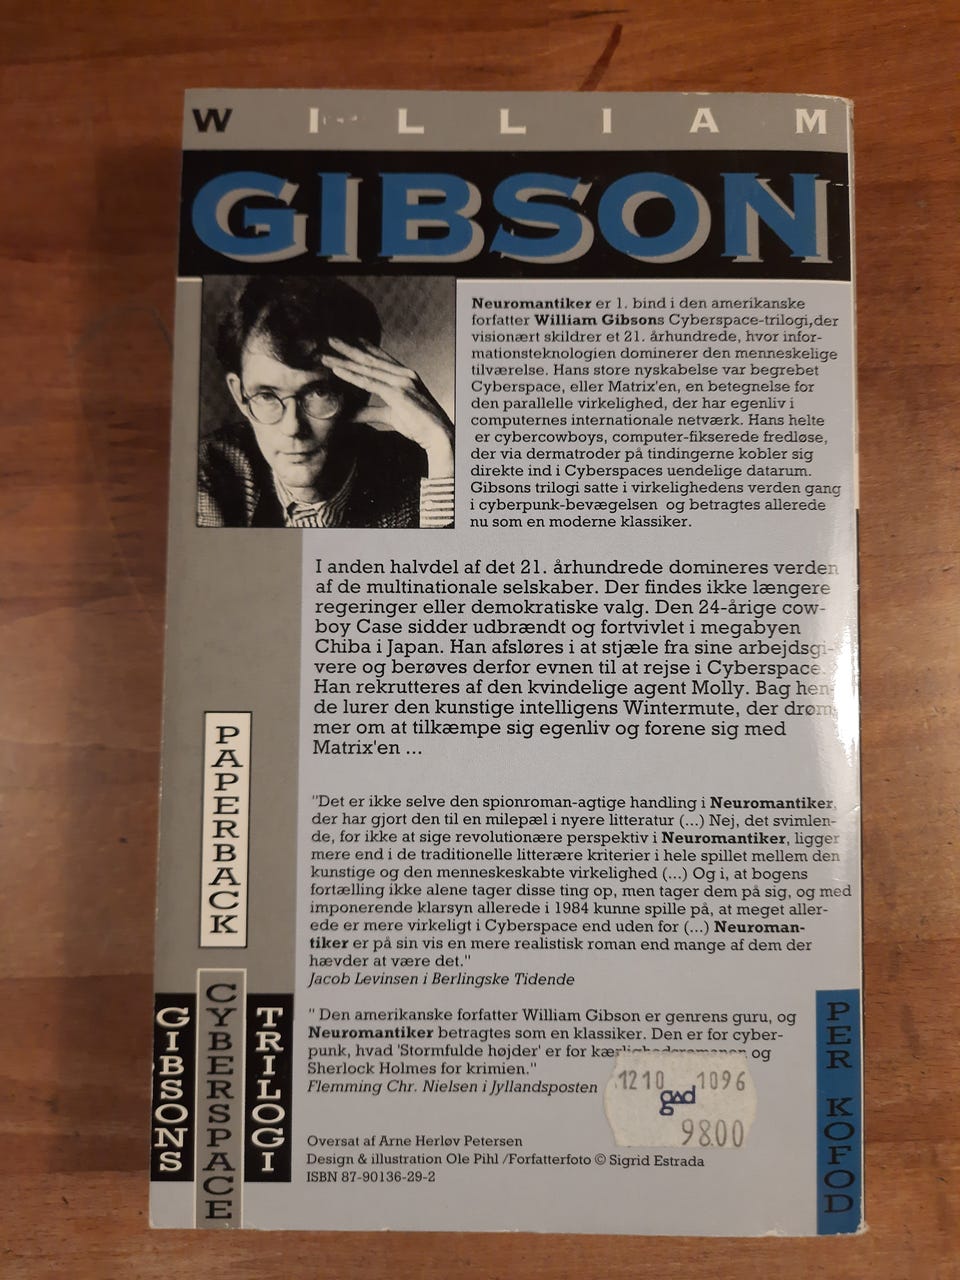 WILLIAM
GIBSON
Neuromantiker er 1. bind i den amerikanske
forfatter William Gibsons Cyberspace-trilogi,der
visionært skildrer et 21. århundrede, hvor infor-
mationsteknologien dominerer den menneskelige
tilværelse. Hans store nyskabelse var begrebet
Cyberspace, eller Matrix'en, en betegnelse for
den parallelle virkelighed, der har egenliv i
computernes internationale netværk. Hans helte
er cybercowboys, computer-fikserede fredløse,
der via dermatroder på tindingerne kobler sig
direkte ind i Cyberspaces uendelige datarum.
Gibsons trilogi satte i virkelighedens verden gang
i cyberpunk-bevægelsen og betragtes allerede
nu som en moderne klassiker.
I anden halvdel af det 21. århundrede domineres verden
af de multinationale selskaber. Der findes ikke længere
regeringer eller demokratiske valg. Den 24-årige cow-
boy Case sidder udbrændt og fortvivlet i megabyen
Chiba i Japan. Han afsløres i at stjæle fra sine arbejdsgi-
vere og berøves derfor evnen til at rejse i Cyberspace.
Han rekrutteres af den kvindelige agent Molly. Bag hen-
de lurer den kunstige intelligens Wintermute, der drøm-
mer om at tilkæmpe sig egenliv og forene sig med
Matrix'en ...
"Det er ikke selve den spionroman-agtige handling i Neuromantiker,
der har gjort den til en milepæl i nyere litteratur (...) Nej, det svimlen-
de, for ikke at sige revolutionære perspektiv i Neuromantiker, ligger
mere end i de traditionelle litterære kriterier i hele spillet mellem den
kunstige og den menneskeskabte virkelighed (...) Og i, at bogens
fortælling ikke alene tager disse ting op, men tager dem på sig, og med
imponerende klarsyn allerede i 1984 kunne spille på, at meget aller-
ede er mere virkeligt i Cyberspace end uden for (...) Neuroman-
tiker er på sin vis en mere realistisk roman end mange af dem der
hævder at være det."
Jacob Levinsen i Berlingske Tidende
" Den amerikanske forfatter William Gibson er genrens guru, og
Neuromantiker betragtes som en klassiker. Den er for cyber-
punk, hvad 'Stormfulde højder' er for kærlighedsromanen og
Sherlock Holmes for krimien."
Flemming Chr. Nielsen i Jyllandsposten
1210 1096
gad
9800
Oversat af Arne Herløv Petersen
Design & illustration Ole Pihl /Forfatterfoto © Sigrid Estrada
ISBN 87-90136-29-2
PAPERBACK
GIBSONS
CYBERSPACE
TRILOGI
PER KOFOD